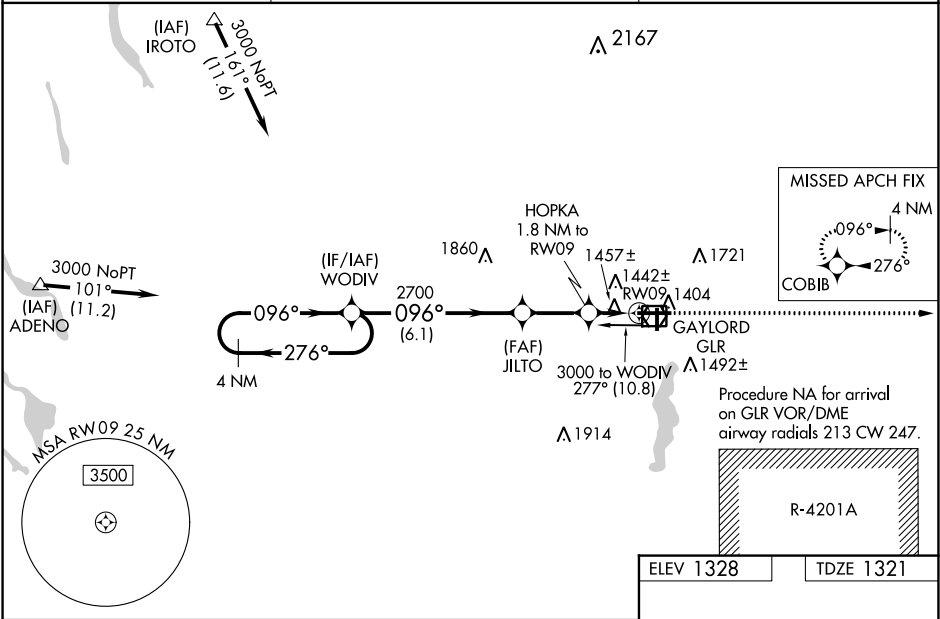 (IAF)
IROTO
3000 NoPT
161°
(11.6)
2167
MISSED APCH FIX
4 NM
096°
276°
COBIB
HOPKA
1.8 NM to
RW09
1860
1457±
1442±
RW09
1404
1721
(IF/IAF)
WODIV
3000 NoPT
101°
(11.2)
(IAF)
ADENO
096°
2700
096°
(6.1)
276°
4 NM
(FAF)
JILTO
3000 to WODIV
277° (10.8)
GAYLORD
GLR
1492±
1914
Procedure NA for arrival
on GLR VOR/DME
airway radials 213 CW 247.
R-4201A
MSA RW09 25 NM
3500
ELEV 1328
TDZE 1321